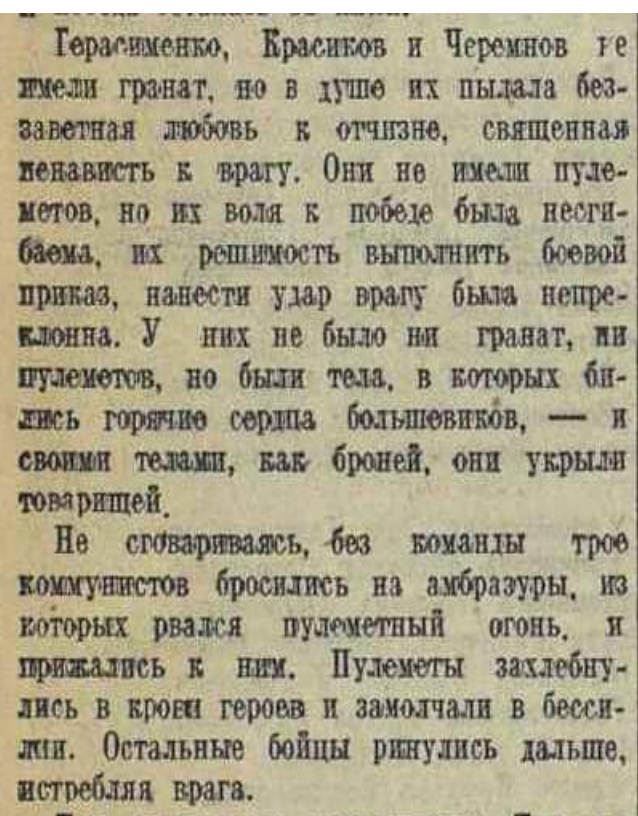 Герасименко, Красиков и Черемнов не
имели гранат, но в душе их пылала без-
заветная любовь к отчизне, священная
ненависть к врагу. Они не имели пуле-
метов, но их воля к победе была несги-
баема, их решимость выполнить боевой
приказ, нанести удар врагу была непре-
клонна. У них не было ни гранат, ни
пулеметов, но были тела, в которых би-
лись горячие сердца большевиков, — и
своими телами, как броней, они укрыли
товарищей.
Не сговариваясь, без команды трое
коммунистов бросились на амбразуры, из
которых рвался пулеметный огонь, и
прижались к ним. Пулеметы захлебну-
лись в крови героев и замолчали в бесси-
лии. Остальные бойцы ринулись дальше,
истребляя врага.